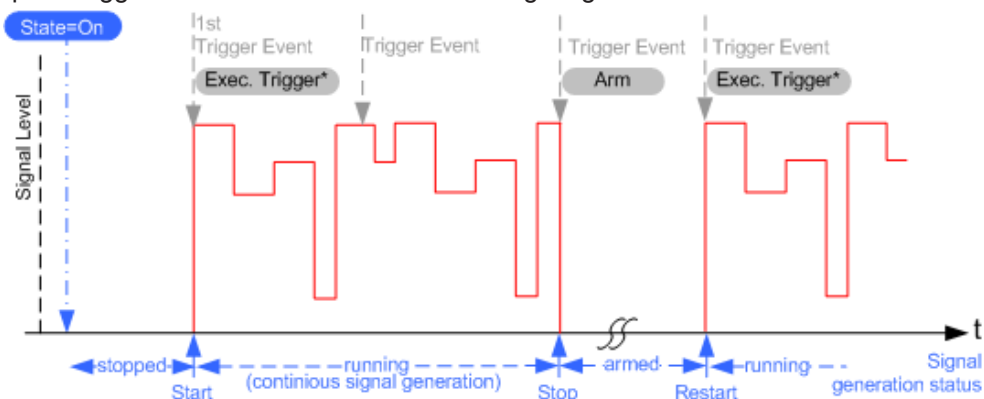 State=On
1st
Trigger Event
Trigger Event
Trigger Event
Trigger Event
Exec. Trigger*
Arm
Exec. Trigger*
Signal Level
t
stopped
running
(continious signal generation)
armed
running
Signal
generation status
Start
Stop
Restart